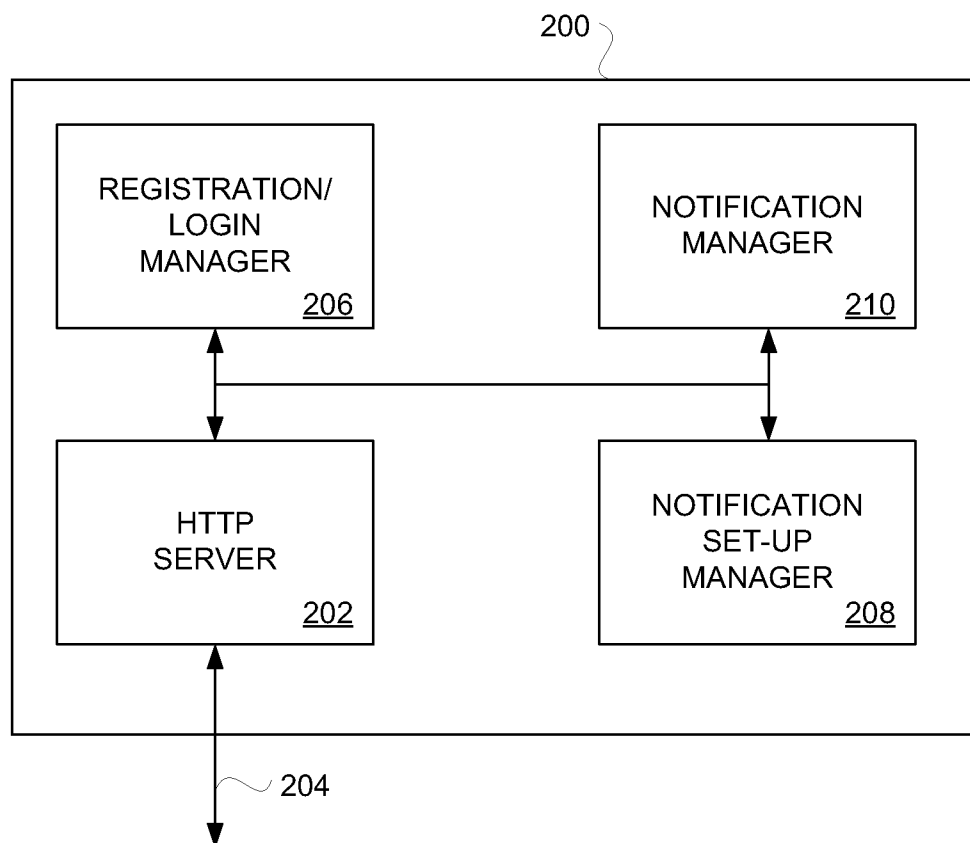 200
REGISTRATION/
LOGIN
MANAGER
206
NOTIFICATION
MANAGER
210
HTTP
SERVER
202
NOTIFICATION
SET-UP
MANAGER
208
204